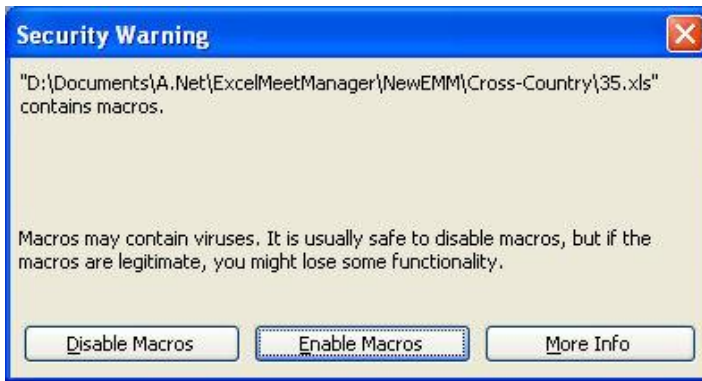 Security Warning
"D:\Documents\A.Net\ExcelMeetManager\NewEMM\Cross-Country\35.xls"
contains macros.
Macros may contain viruses. It is usually safe to disable macros, but if the
macros are legitimate, you might lose some functionality.
Disable Macros Enable Macros More Info